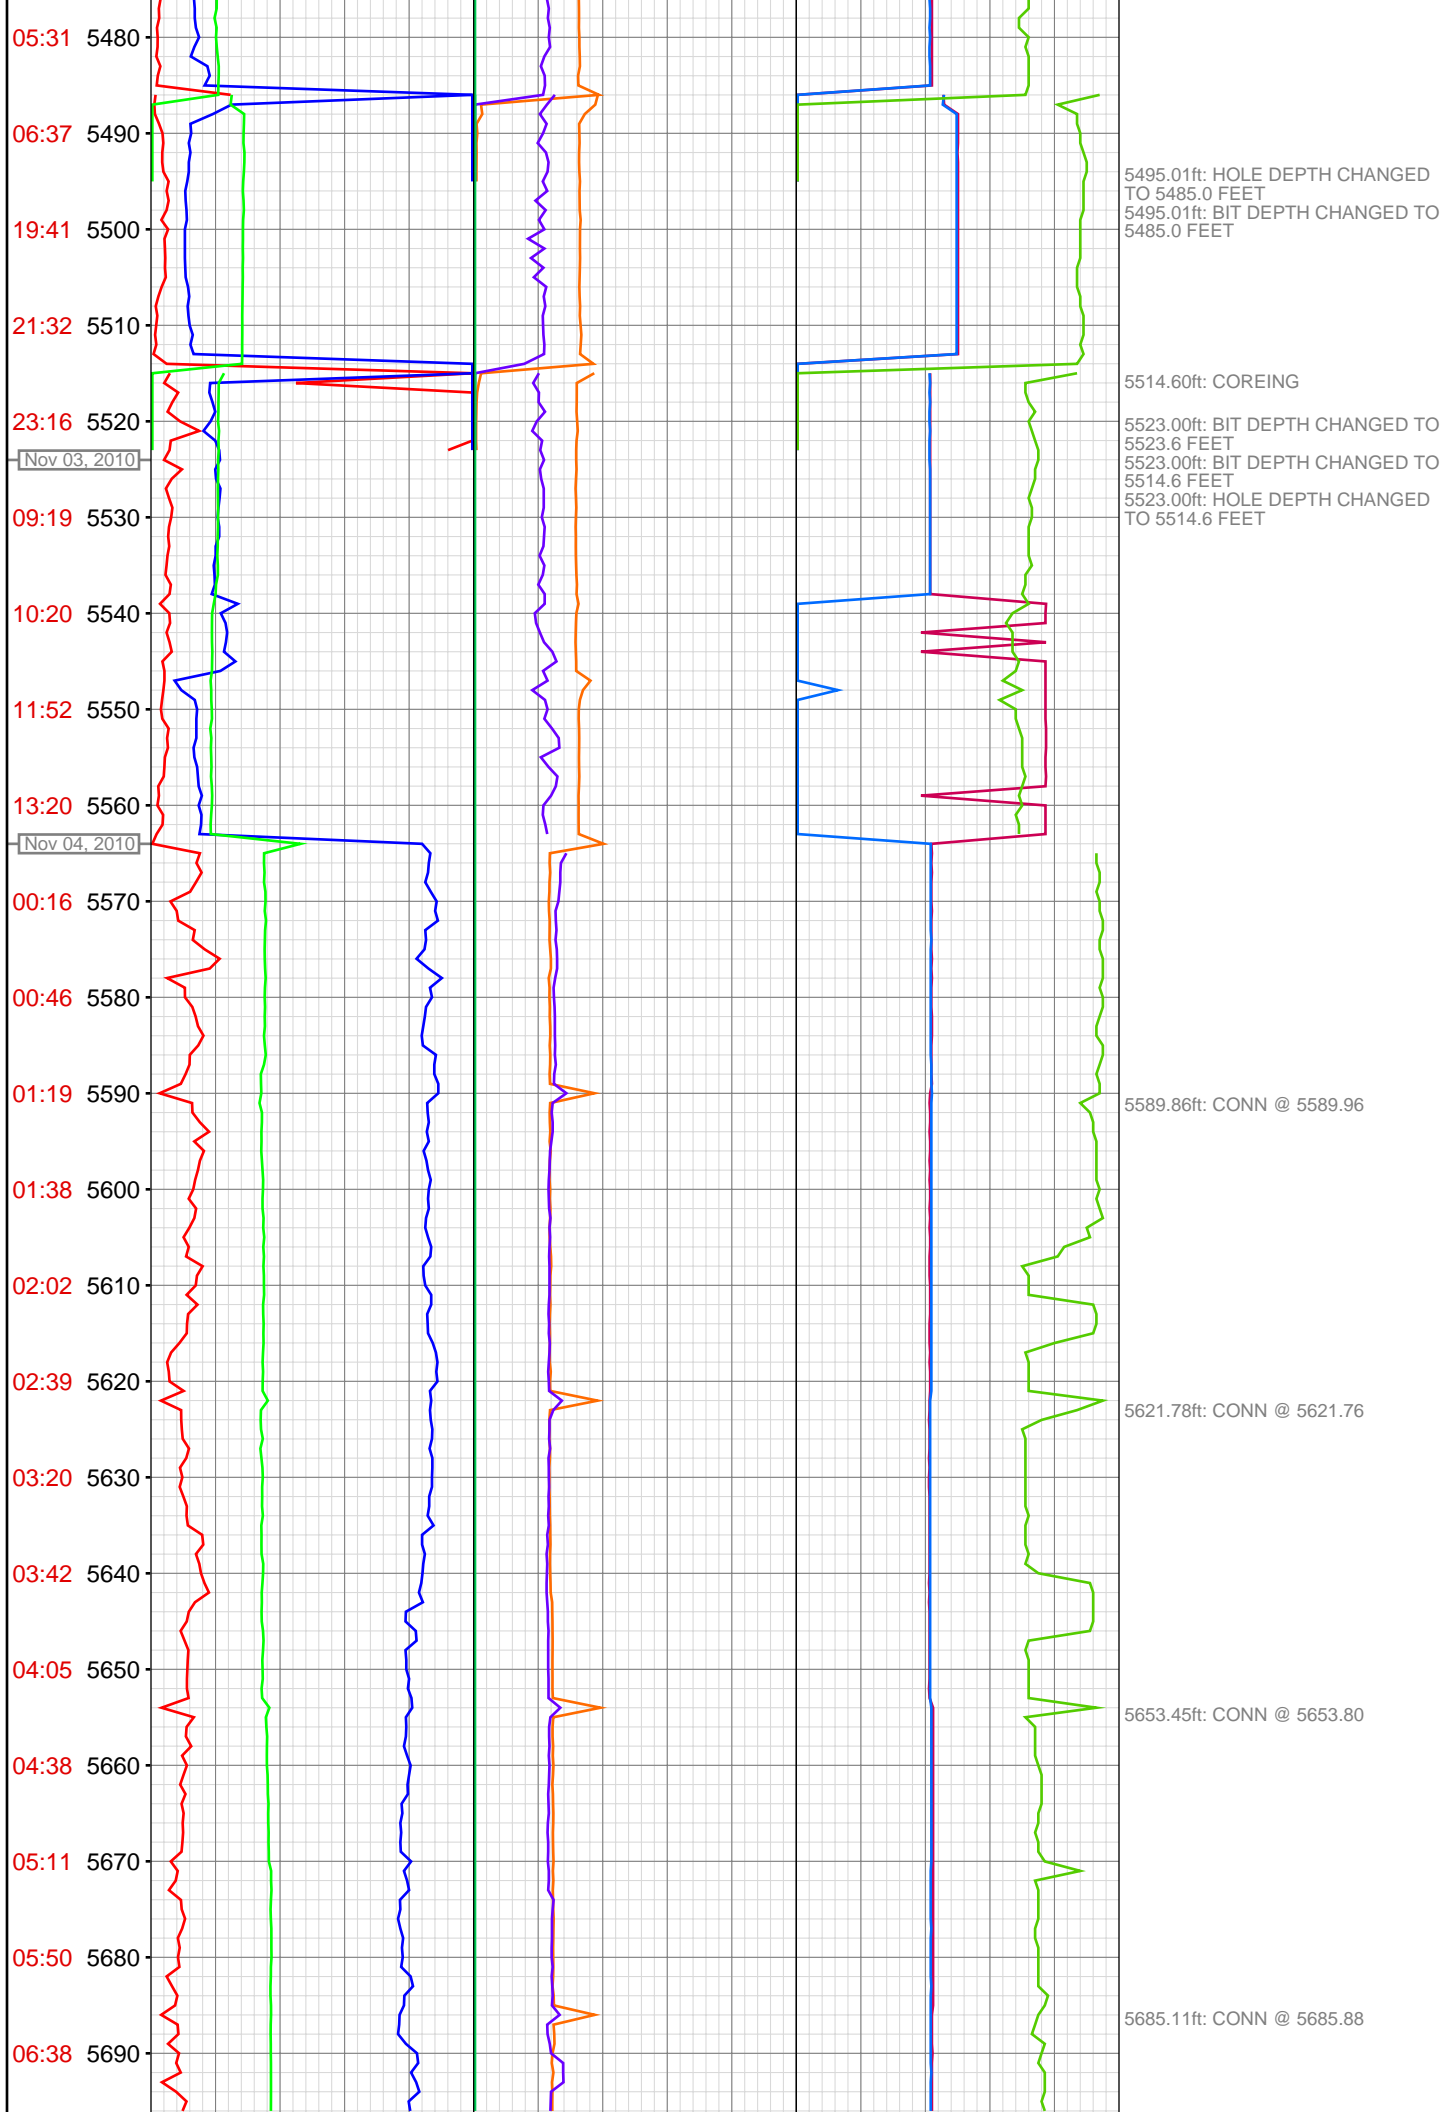 05:31 5480
06:37 5490
5495.01ft: HOLE DEPTH CHANGED
TO 5485.0 FEET
5495.01ft: BIT DEPTH CHANGED TO
5485.0 FEET
19:41 5500
21:32 5510
5514.60ft: COREING
23:16 5520
5523.00ft: BIT DEPTH CHANGED TO
5523.6 FEET
5523.00ft: BIT DEPTH CHANGED TO
5514.6 FEET
5523.00ft: HOLE DEPTH CHANGED
TO 5514.6 FEET
Nov 03, 2010
09:19 5530
10:20 5540
11:52 5550
13:20 5560
Nov 04, 2010
00:16 5570
00:46 5580
01:19 5590
5589.86ft: CONN @ 5589.96
01:38 5600
02:02 5610
02:39 5620
5621.78ft: CONN @ 5621.76
03:20 5630
03:42 5640
04:05 5650
5653.45ft: CONN @ 5653.80
04:38 5660
05:11 5670
05:50 5680
5685.11ft: CONN @ 5685.88
06:38 5690